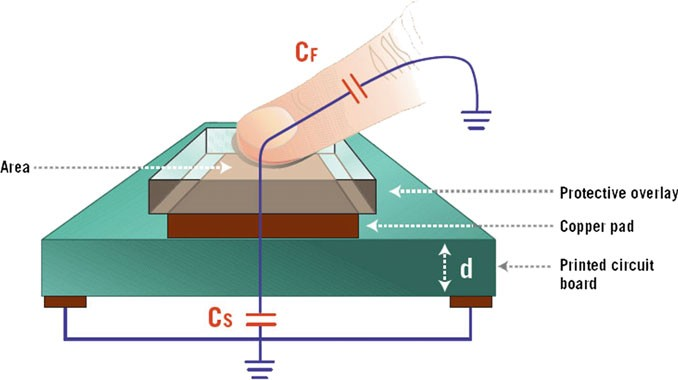 CF
Area
Protective overlay
Copper pad
d
Printed circuit
board
CS